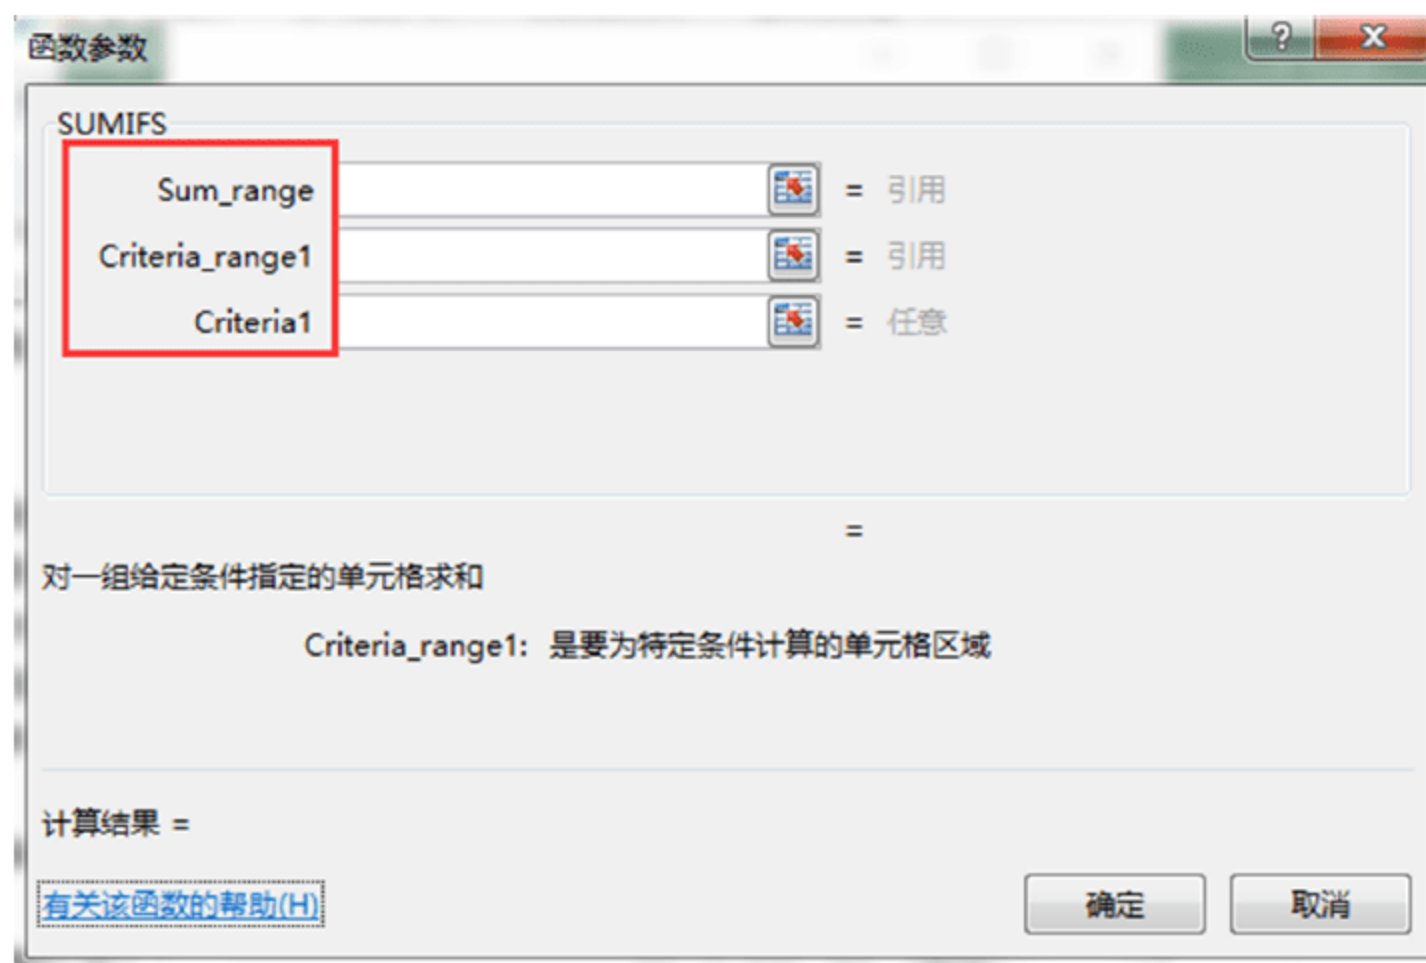 函数参数
SUMIFS
Sum_range = 引用
Criteria_range1 = 引用
Criteria1 = 任意
=
对一组给定条件指定的单元格求和
Criteria_range1: 是要为特定条件计算的单元格区域
计算结果 =
有关该函数的帮助(H)
确定 取消